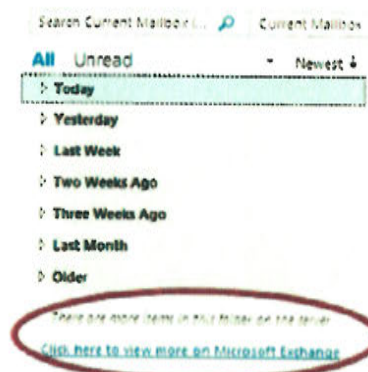 Search Current Mailbox (... Current Mailbox
All Unread Newest
Today
Yesterday
Last Week
Two Weeks Ago
Three Weeks Ago
Last Month
Older
There are more items in this folder on the server
Click here to view more on Microsoft Exchange